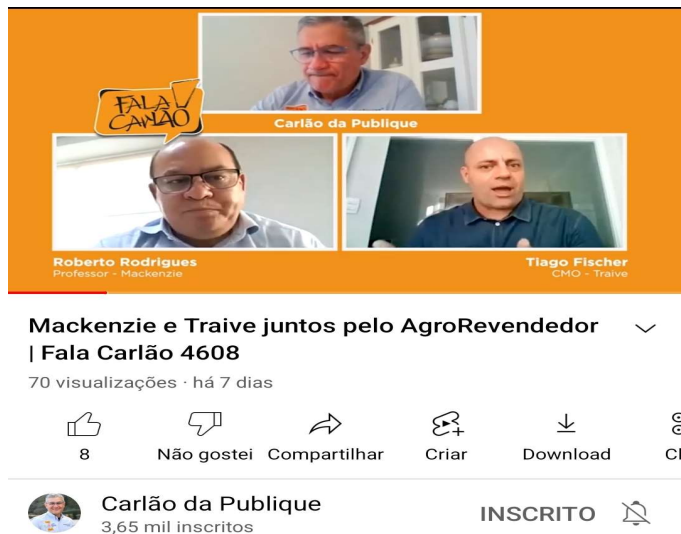 FALA
CARLÃO
Carlão da Publique
Roberto Rodrigues
Professor - Mackenzie
Tiago Fischer
CMO - Traive
Mackenzie e Traive juntos pelo AgroRevendedor
| Fala Carlão 4608
70 visualizações · há 7 dias
8
Não gostei
Compartilhar
Criar
Download
Carlão da Publique
3,65 mil inscritos
INSCRITO